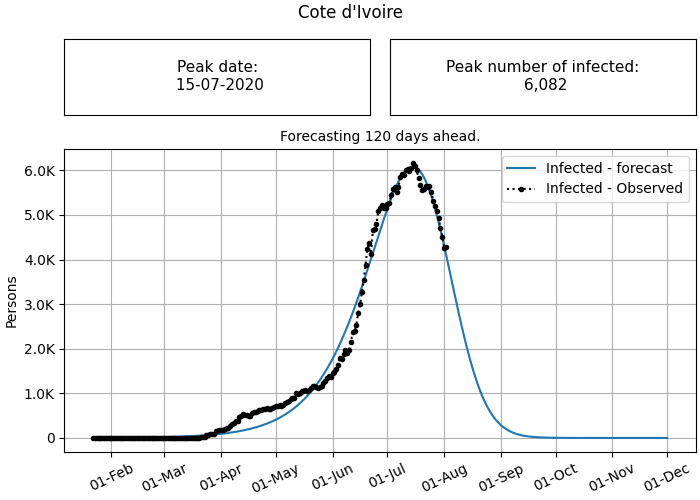 Cote d'Ivoire
Peak date:
15-07-2020
Peak number of infected:
6,082
Forecasting 120 days ahead.
Infected - forecast
Infected - Observed
Persons
6.0K
5.0K
4.0K
3.0K
2.0K
1.0K
0
01-Feb
01-Mar
01-Apr
01-May
01-Jun
01-Jul
01-Aug
01-Sep
01-Oct
01-Nov
01-Dec